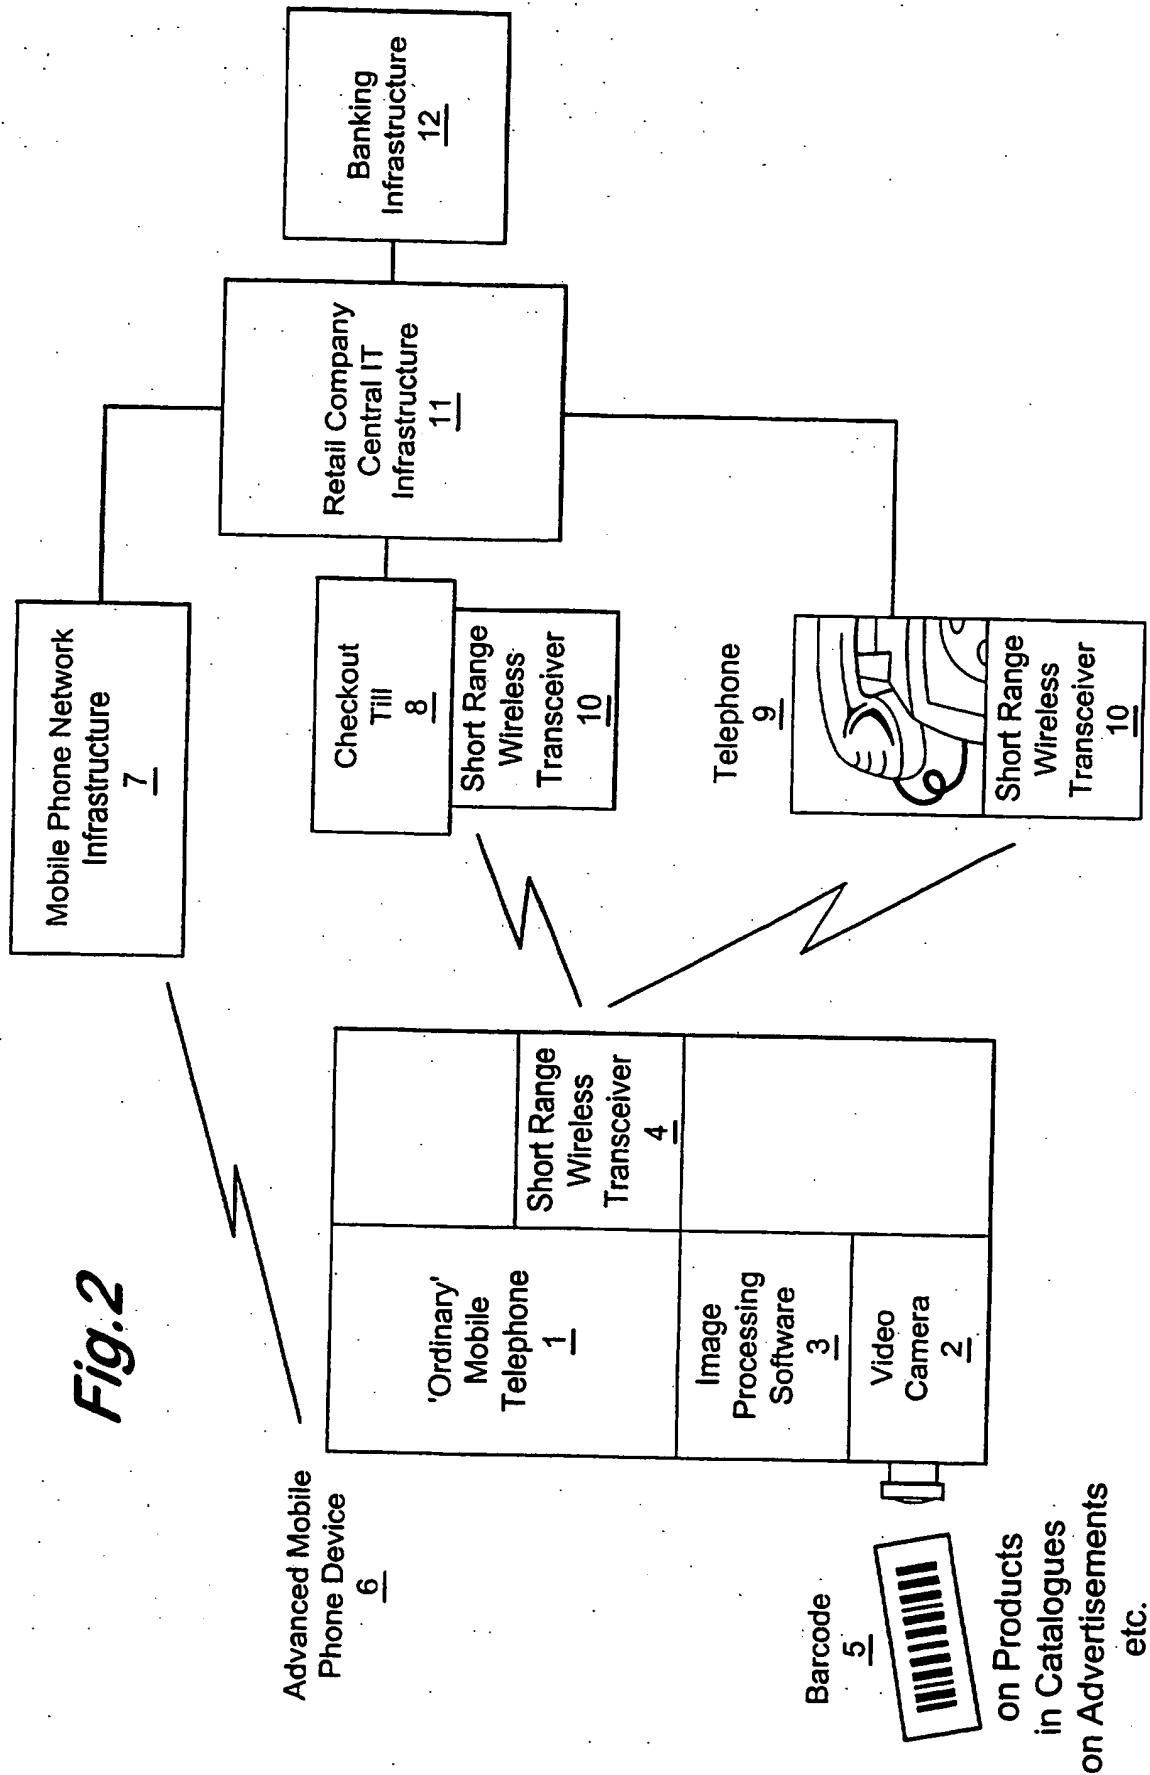 Fig.2
Advanced Mobile
Phone Device
6
Mobile Phone Network
Infrastructure
7
'Ordinary'
Mobile
Telephone
1
Short Range
Wireless
Transceiver
4
Image
Processing
Software
3
Video
Camera
2
Barcode
5
on Products
in Catalogues
on Advertisements
etc.
Checkout
Till
8
Short Range
Wireless
Transceiver
10
Telephone
9
Short Range
Wireless
Transceiver
10
Retail Company
Central IT
Infrastructure
11
Banking
Infrastructure
12